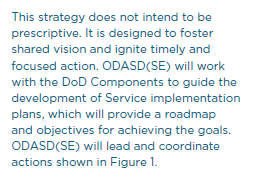 This strategy does not intend to be
prescriptive. It is designed to foster
shared vision and ignite timely and
focused action. ODASD(SE) will work
with the DoD Components to guide the
development of Service implementation
plans, which will provide a roadmap
and objectives for achieving the goals.
ODASD(SE) will lead and coordinate
actions shown in Figure 1.